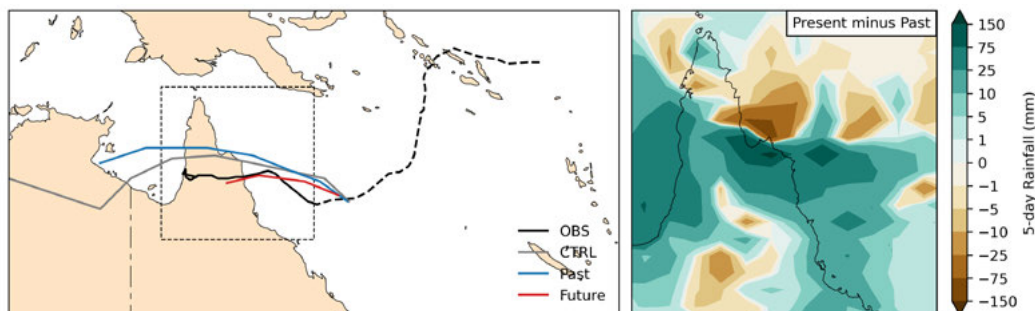 OBS
CTRL
Past
Future
Present minus Past
150
75
25
10
5
1
0
−1
−5
−10
−25
−75
−150
5-day Rainfall (mm)